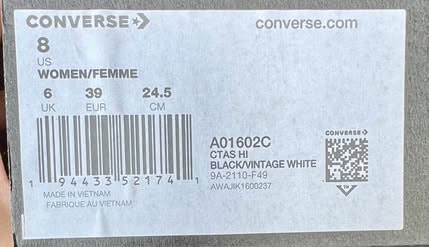 CONVERSE
converse.com
8
US
WOMEN/FEMME
6 39 24.5
UK EUR CM
1 94433 52174 1
MADE IN VIETNAM
FABRIQUE AU VIETNAM
A01602C
CTAS HI
BLACK/VINTAGE WHITE
9A-2110-F49
AWAJIK1600237
CONVERSE